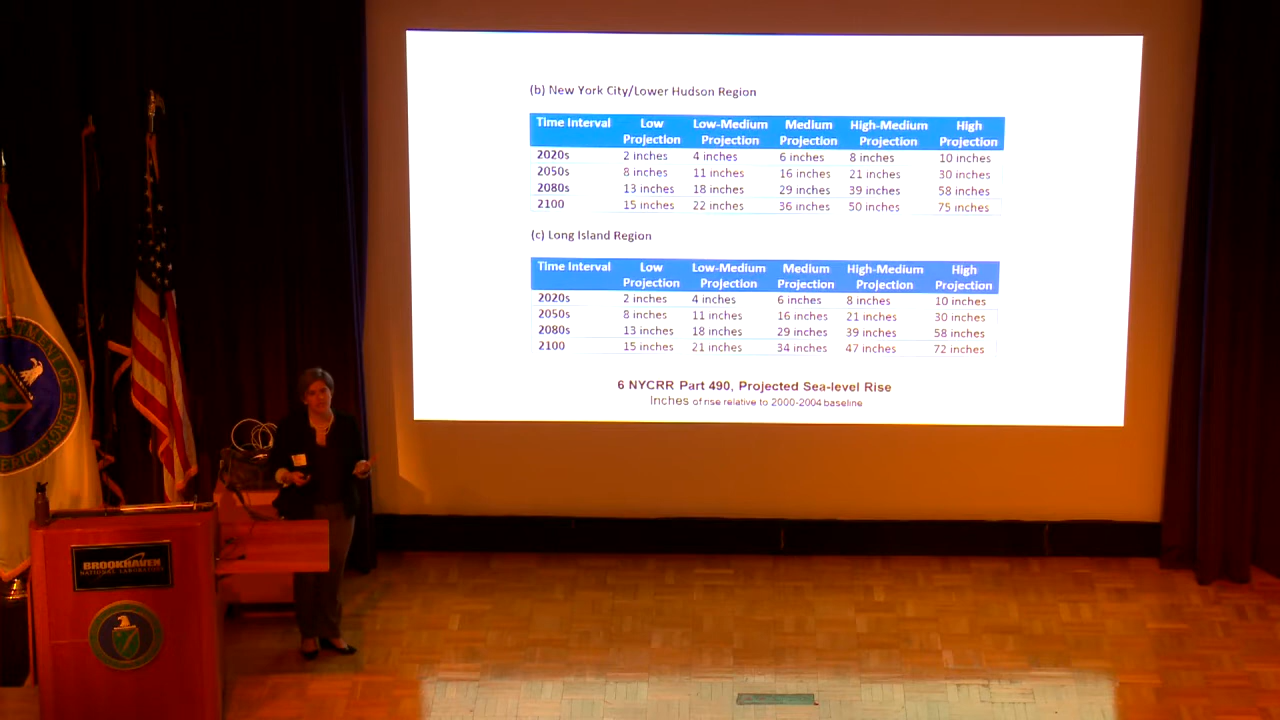 (b) New York City/Lower Hudson Region
Time Interval Low Projection Low-Medium Projection Medium Projection High-Medium Projection High Projection
2020s 2 inches 4 inches 6 inches 8 inches 10 inches
2050s 8 inches 11 inches 16 inches 21 inches 30 inches
2080s 13 inches 18 inches 29 inches 39 inches 58 inches
2100 15 inches 22 inches 36 inches 50 inches 75 inches
(c) Long Island Region
Time Interval Low Projection Low-Medium Projection Medium Projection High-Medium Projection High Projection
2020s 2 inches 4 inches 6 inches 8 inches 10 inches
2050s 8 inches 11 inches 16 inches 21 inches 30 inches
2080s 13 inches 18 inches 29 inches 39 inches 58 inches
2100 15 inches 21 inches 34 inches 47 inches 72 inches
6 NYCRR Part 490, Projected Sea-level Rise
Inches of rise relative to 2000-2004 baseline
BROOKHAVEN
NATIONAL LABORATORY